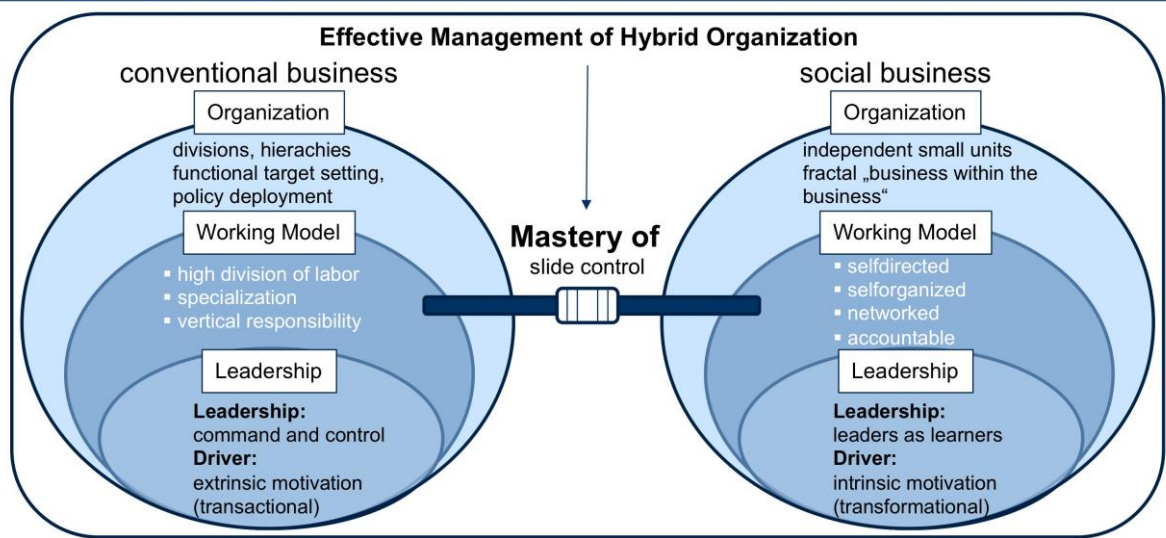 Effective Management of Hybrid Organization
conventional business
Organization
divisions, hierachies
functional target setting,
policy deployment
Working Model
▪ high division of labor
▪ specialization
▪ vertical responsibility
Leadership
Leadership:
command and control
Driver:
extrinsic motivation
(transactional)
Mastery of
slide control
social business
Organization
independent small units
fractal „business within the
business“
Working Model
▪ selfdirected
▪ selforganized
▪ networked
▪ accountable
Leadership
Leadership:
leaders as learners
Driver:
intrinsic motivation
(transformational)